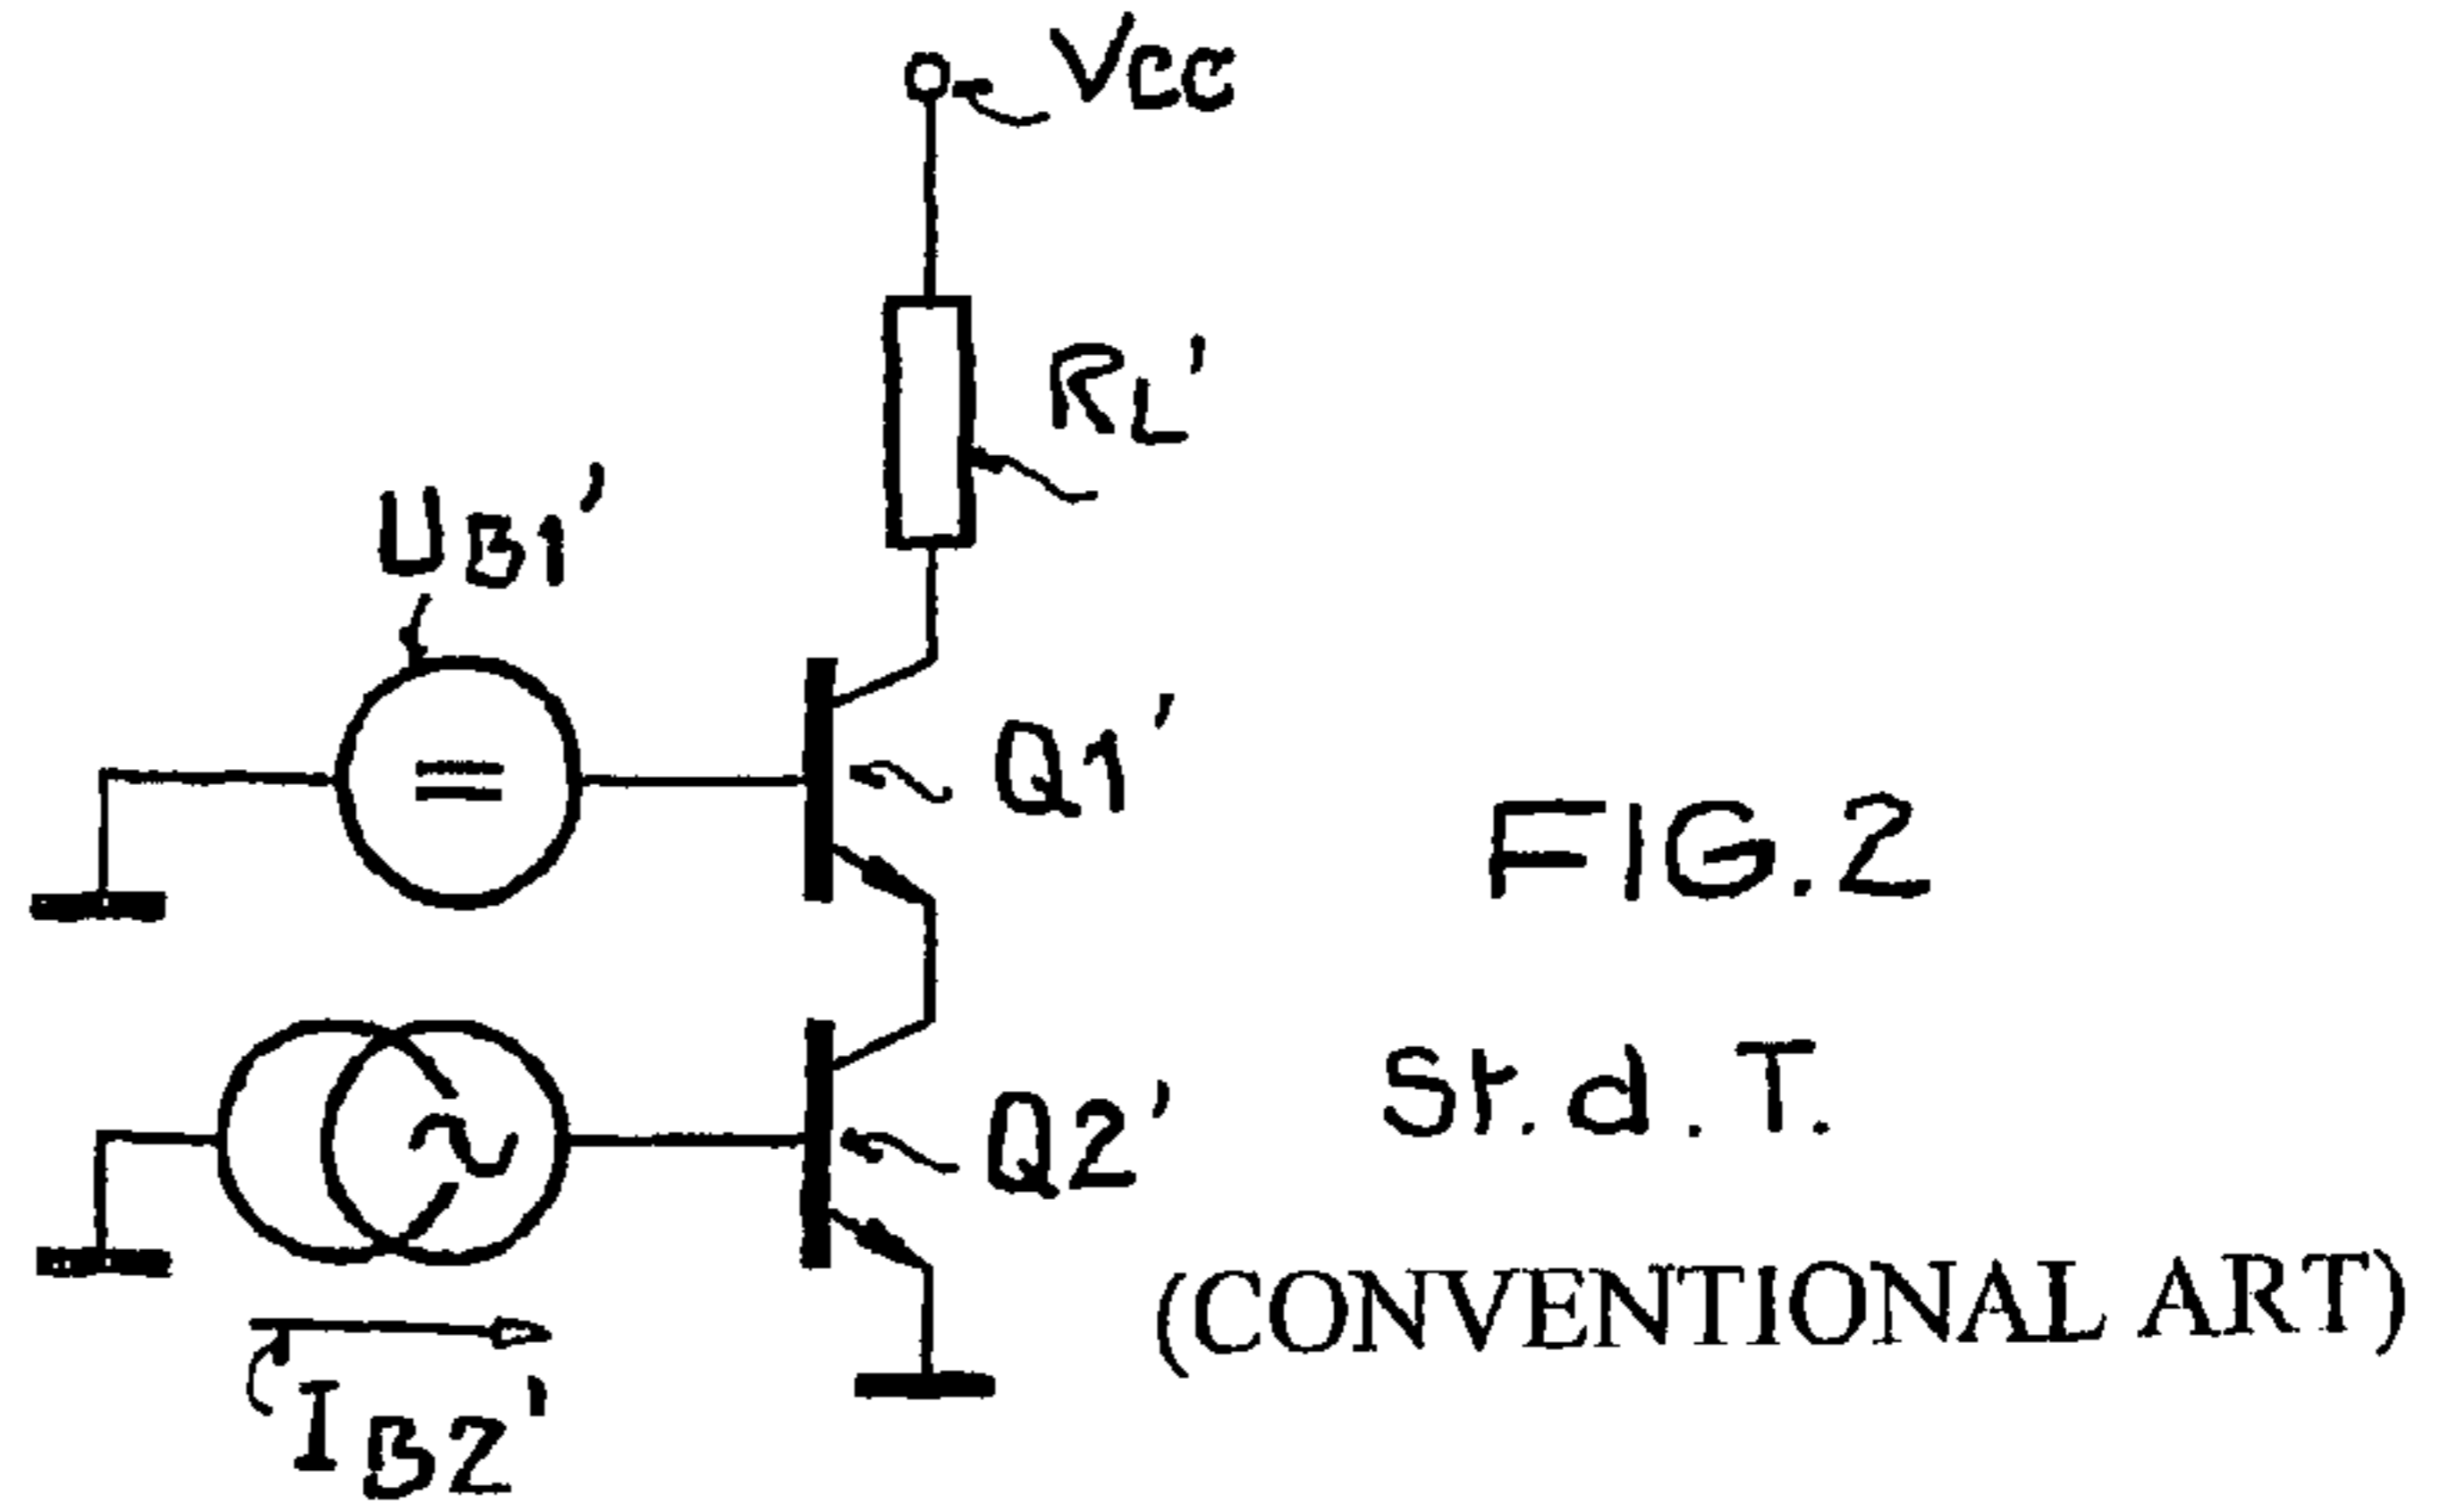 Vcc
RL'
UB1'
Q1'
FIG.2
St.d.T.
Q2'
(CONVENTIONAL ART)
IB2'